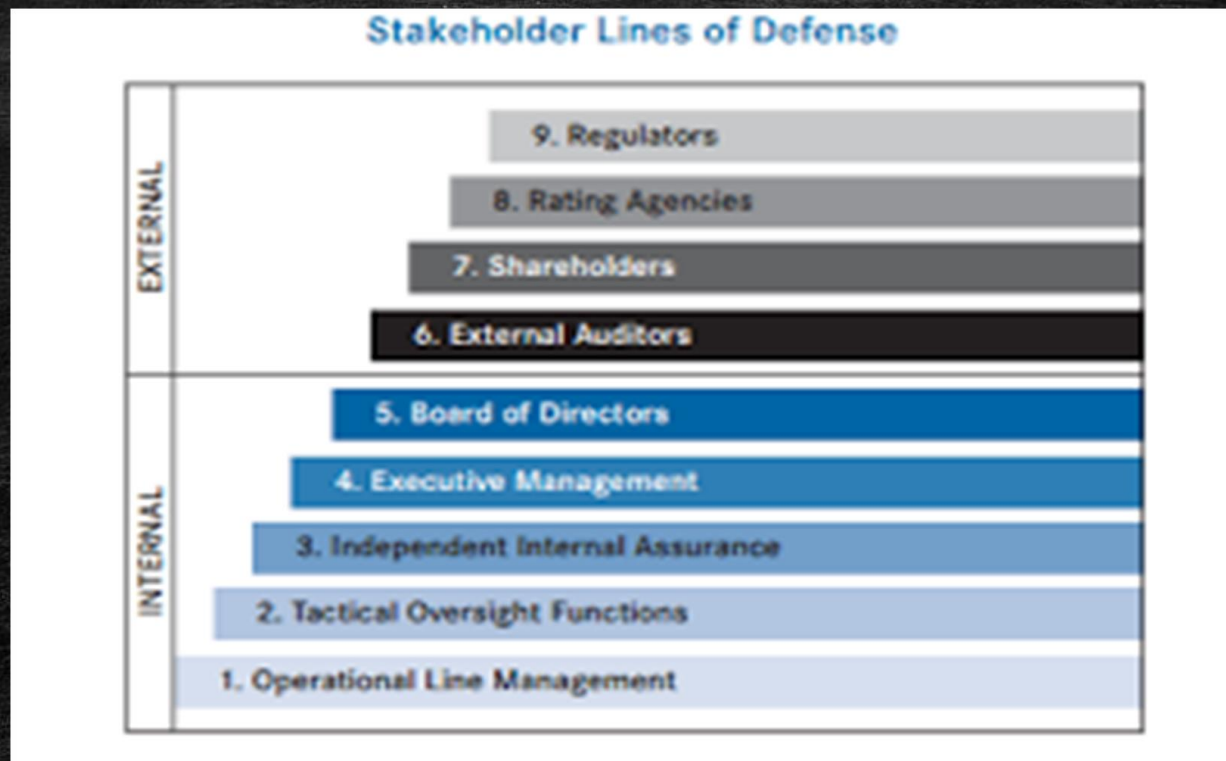 Stakeholder Lines of Defense
EXTERNAL
9. Regulators
8. Rating Agencies
7. Shareholders
6. External Auditors
INTERNAL
5. Board of Directors
4. Executive Management
3. Independent Internal Assurance
2. Tactical Oversight Functions
1. Operational Line Management